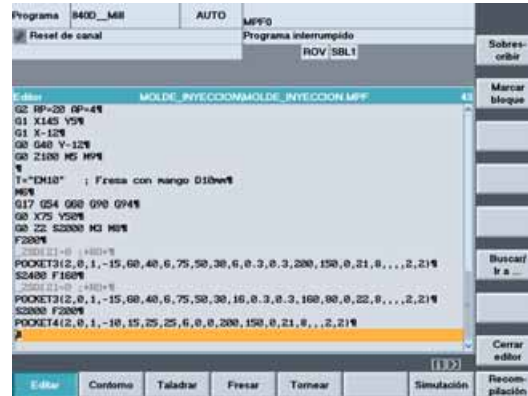 Programa
840D__Mill
AUTO
MPF0
Reset de canal
Programa interrumpido
ROV SBL1
Sobres-
cribir
Editor
MOLDE_INYECCION\MOLDE_INYECCION.MPF
43
Marcar
bloque
G2 RP=20 AP=4¶
G1 X145 Y5¶
G1 X-12¶
G0 G40 Y-12¶
G0 Z100 M5 M9¶
¶
T="EM10" ; Fresa con mango D10mm¶
M6¶
G17 G54 G60 G90 G94¶
G0 X75 Y50¶
G0 Z2 S2000 M3 M8¶
F200¶
POCKET3(2,0,1,-15,60,40,6,75,50,30,6,0.3,0.3,200,150,0,21,8,,,,2,2)¶
S2400 F160¶
POCKET3(2,0,1,-15,60,40,6,75,50,30,16,0.3,0.3,160,80,0,22,8,,,,2,2)¶
S2000 F200¶
POCKET4(2,0,1,-10,15,25,25,6,0,0,200,150,0,21,8,,,2,2)¶
Buscar/
Ir a ...
Cerrar
editor
Editar
Contorno
Taladrar
Fresar
Tornear
Simulación
Recom-
pilación